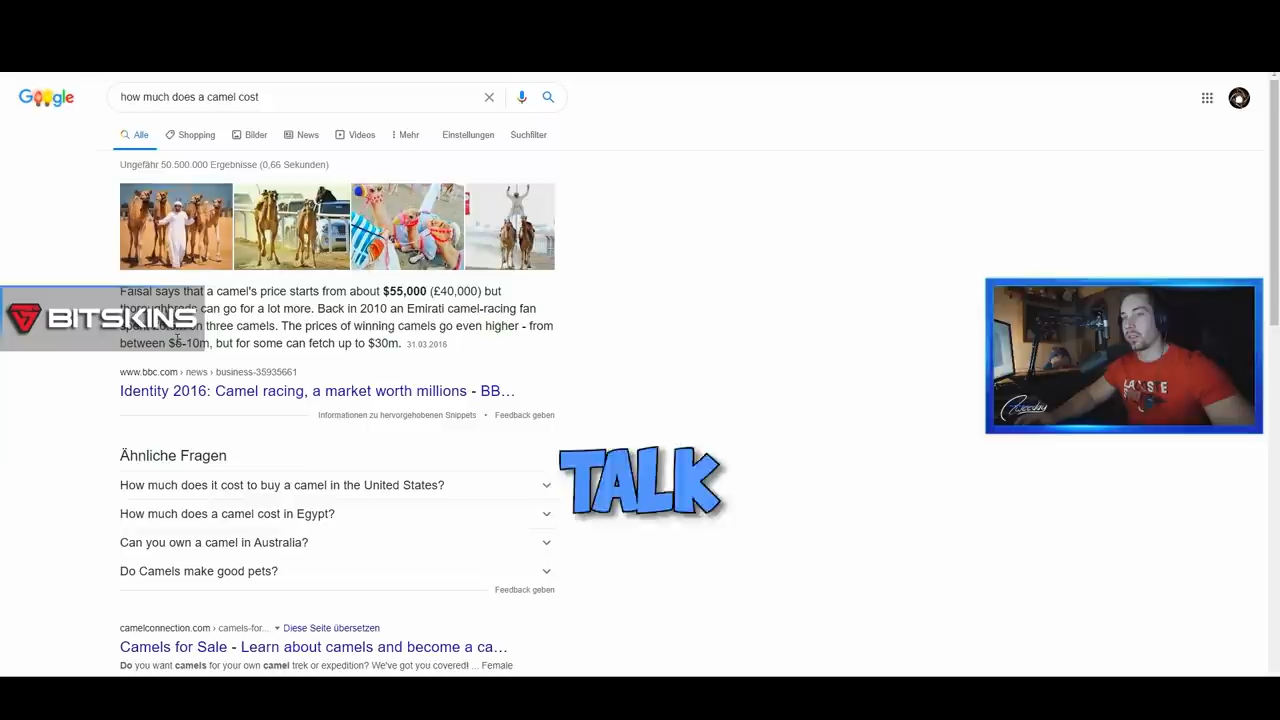 Google
how much does a camel cost
Alle Shopping Bilder News Videos Mehr Einstellungen Suchfilter
Ungefähr 50.500.000 Ergebnisse (0,66 Sekunden)
Faisal says that a camel's price starts from about $55,000 (£40,000) but
can go for a lot more. Back in 2010 an Emirati camel-racing fan
on three camels. The prices of winning camels go even higher - from
between $5-10m, but for some can fetch up to $30m. 31.03.2016
BITSKINS
www.bbc.com › news › business-35935661
Identity 2016: Camel racing, a market worth millions - BB...
Informationen zu hervorgehobenen Snippets • Feedback geben
Ähnliche Fragen
How much does it cost to buy a camel in the United States?
How much does a camel cost in Egypt?
Can you own a camel in Australia?
Do Camels make good pets?
Feedback geben
TALK
camelconnection.com › camels-for... Diese Seite übersetzen
Camels for Sale - Learn about camels and become a ca...
Do you want camels for your own camel trek or expedition? We've got you covered! ... Female